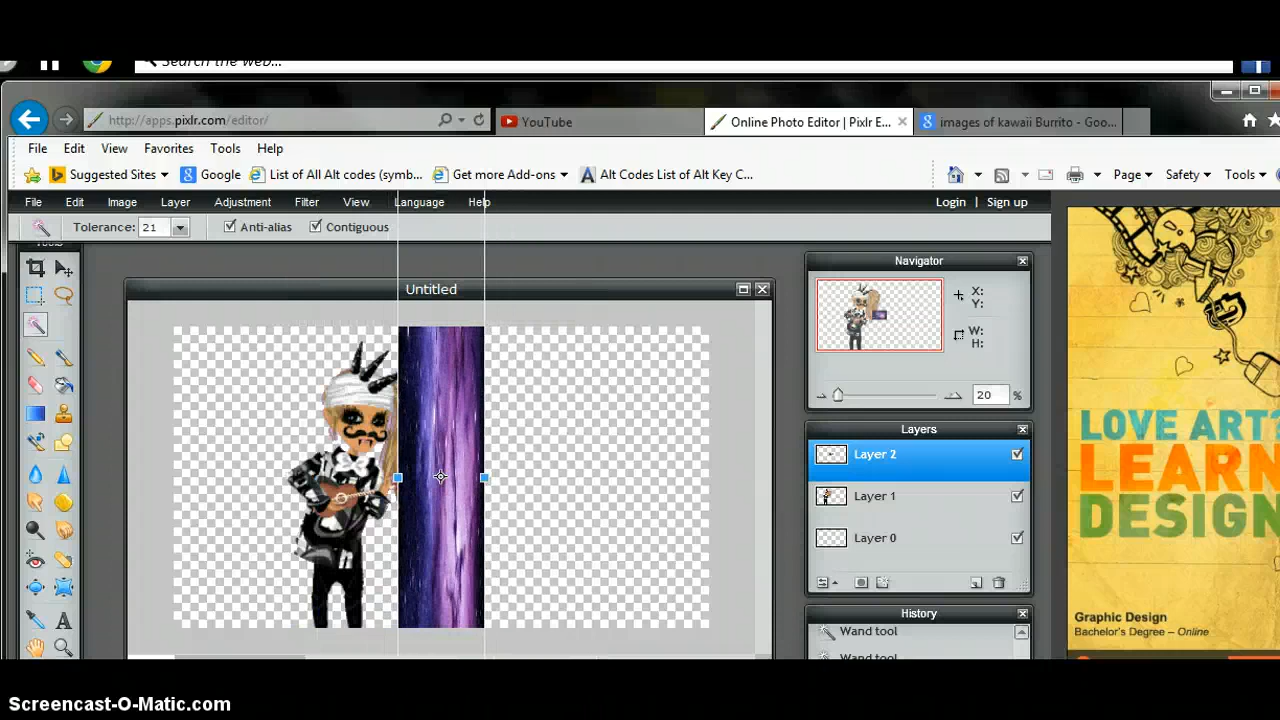 Search the web...
http://apps.pixlr.com/editor/
YouTube
Online Photo Editor | Pixlr E...
images of kawaii Burrito - Goo...
File Edit View Favorites Tools Help
Suggested Sites
Google
List of All Alt codes (symb...
Get more Add-ons
Alt Codes List of Alt Key C...
Page Safety Tools
File Edit Image Layer Adjustment Filter View Language Help
Login | Sign up
Tolerance: 21
Anti-alias
Contiguous
Tools
Untitled
Navigator
X:
Y:
W:
H:
20 %
Layers
Layer 2
Layer 1
Layer 0
History
Wand tool
Wand tool
LOVE ART?
LEARN
DESIGN
Graphic Design
Bachelor's Degree – Online
Screencast-O-Matic.com